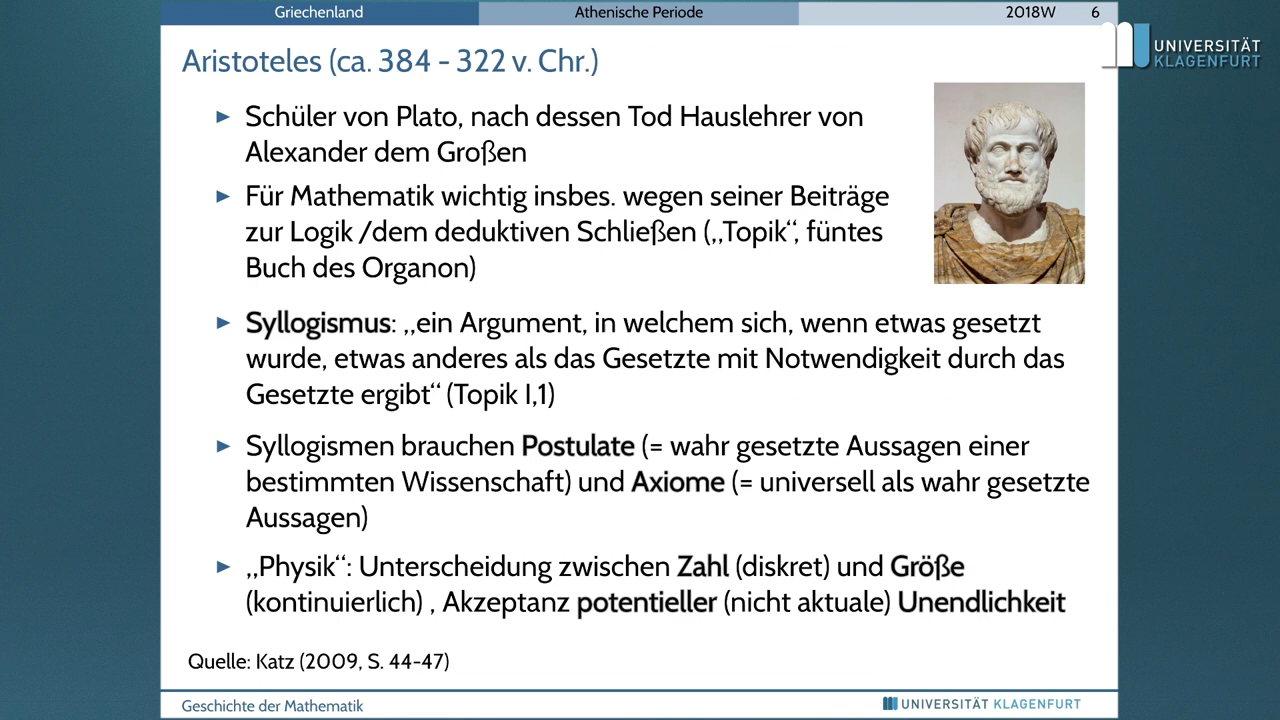 Griechenland
Athenische Periode
2018W 6
UNIVERSITÄT
KLAGENFURT
Aristoteles (ca. 384 - 322 v. Chr.)
► Schüler von Plato, nach dessen Tod Hauslehrer von
Alexander dem Großen
► Für Mathematik wichtig insbes. wegen seiner Beiträge
zur Logik /dem deduktiven Schließen (,,Topik“, füntes
Buch des Organon)
► Syllogismus: ,,ein Argument, in welchem sich, wenn etwas gesetzt
wurde, etwas anderes als das Gesetzte mit Notwendigkeit durch das
Gesetzte ergibt“ (Topik I,1)
► Syllogismen brauchen Postulate (= wahr gesetzte Aussagen einer
bestimmten Wissenschaft) und Axiome (= universell als wahr gesetzte
Aussagen)
► ,,Physik“: Unterscheidung zwischen Zahl (diskret) und Größe
(kontinuierlich) , Akzeptanz potentieller (nicht aktuale) Unendlichkeit
Quelle: Katz (2009, S. 44-47)
Geschichte der Mathematik
UNIVERSITÄT KLAGENFURT